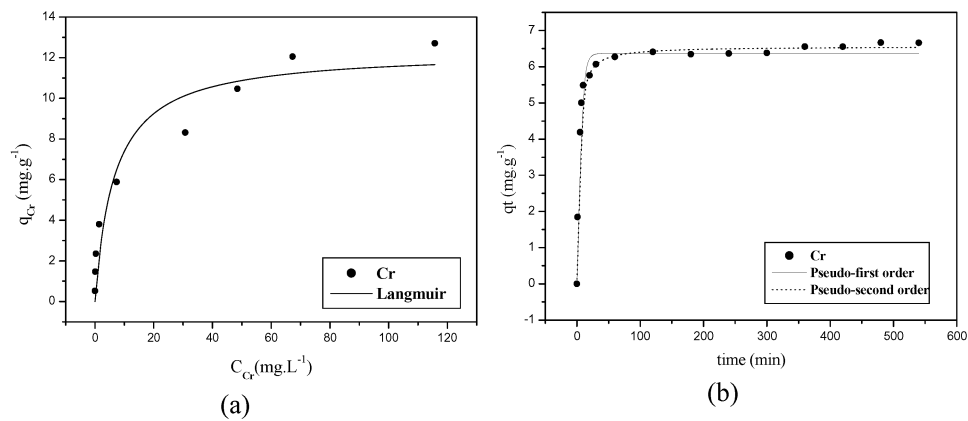 14
12
10
8
6
4
2
0
q_Cr (mg.g^-1)
0 20 40 60 80 100 120
C_Cr(mg.L^-1)
Cr
Langmuir
(a)
7
6
5
4
3
2
1
0
-1
qt (mg.g^-1)
0 100 200 300 400 500 600
time (min)
Cr
Pseudo-first order
Pseudo-second order
(b)